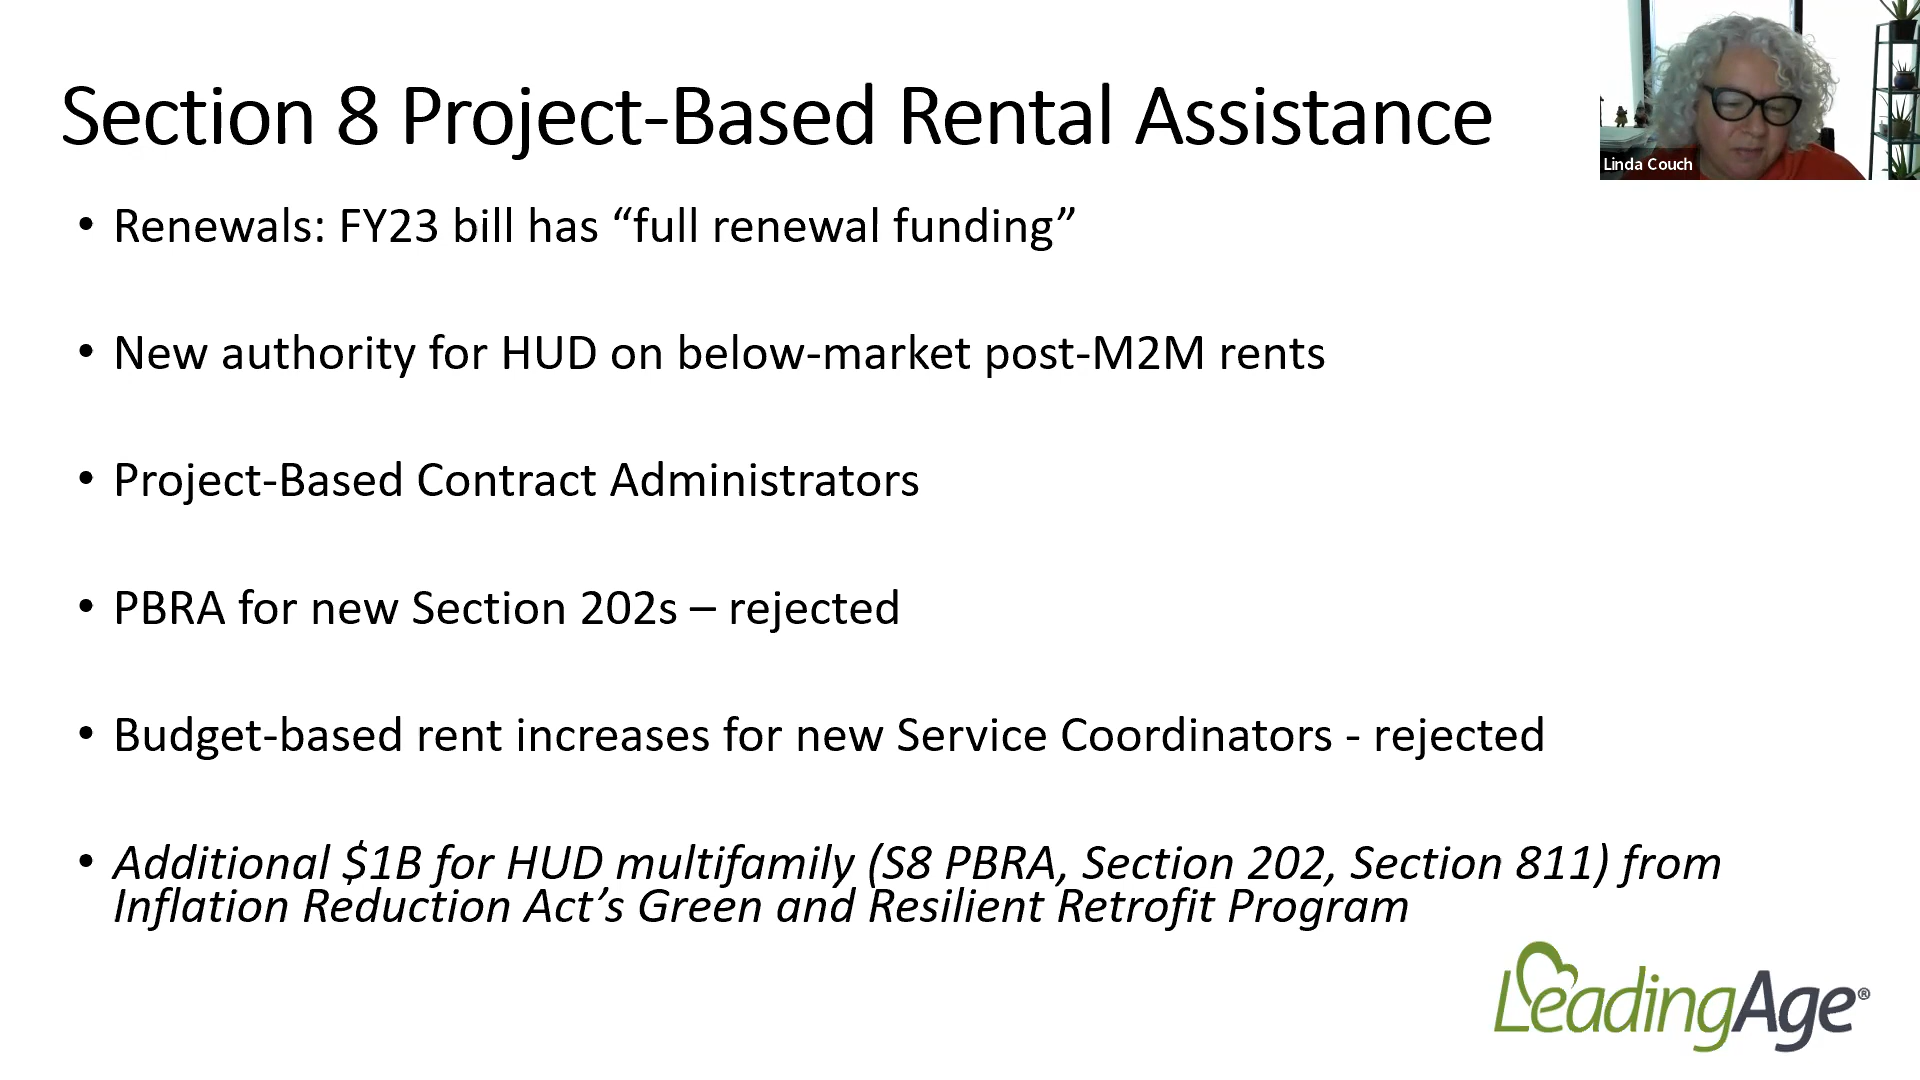 Section 8 Project-Based Rental Assistance
Linda Couch
• Renewals: FY23 bill has “full renewal funding”
• New authority for HUD on below-market post-M2M rents
• Project-Based Contract Administrators
• PBRA for new Section 202s – rejected
• Budget-based rent increases for new Service Coordinators - rejected
• Additional $1B for HUD multifamily (S8 PBRA, Section 202, Section 811) from
Inflation Reduction Act’s Green and Resilient Retrofit Program
LeadingAge®